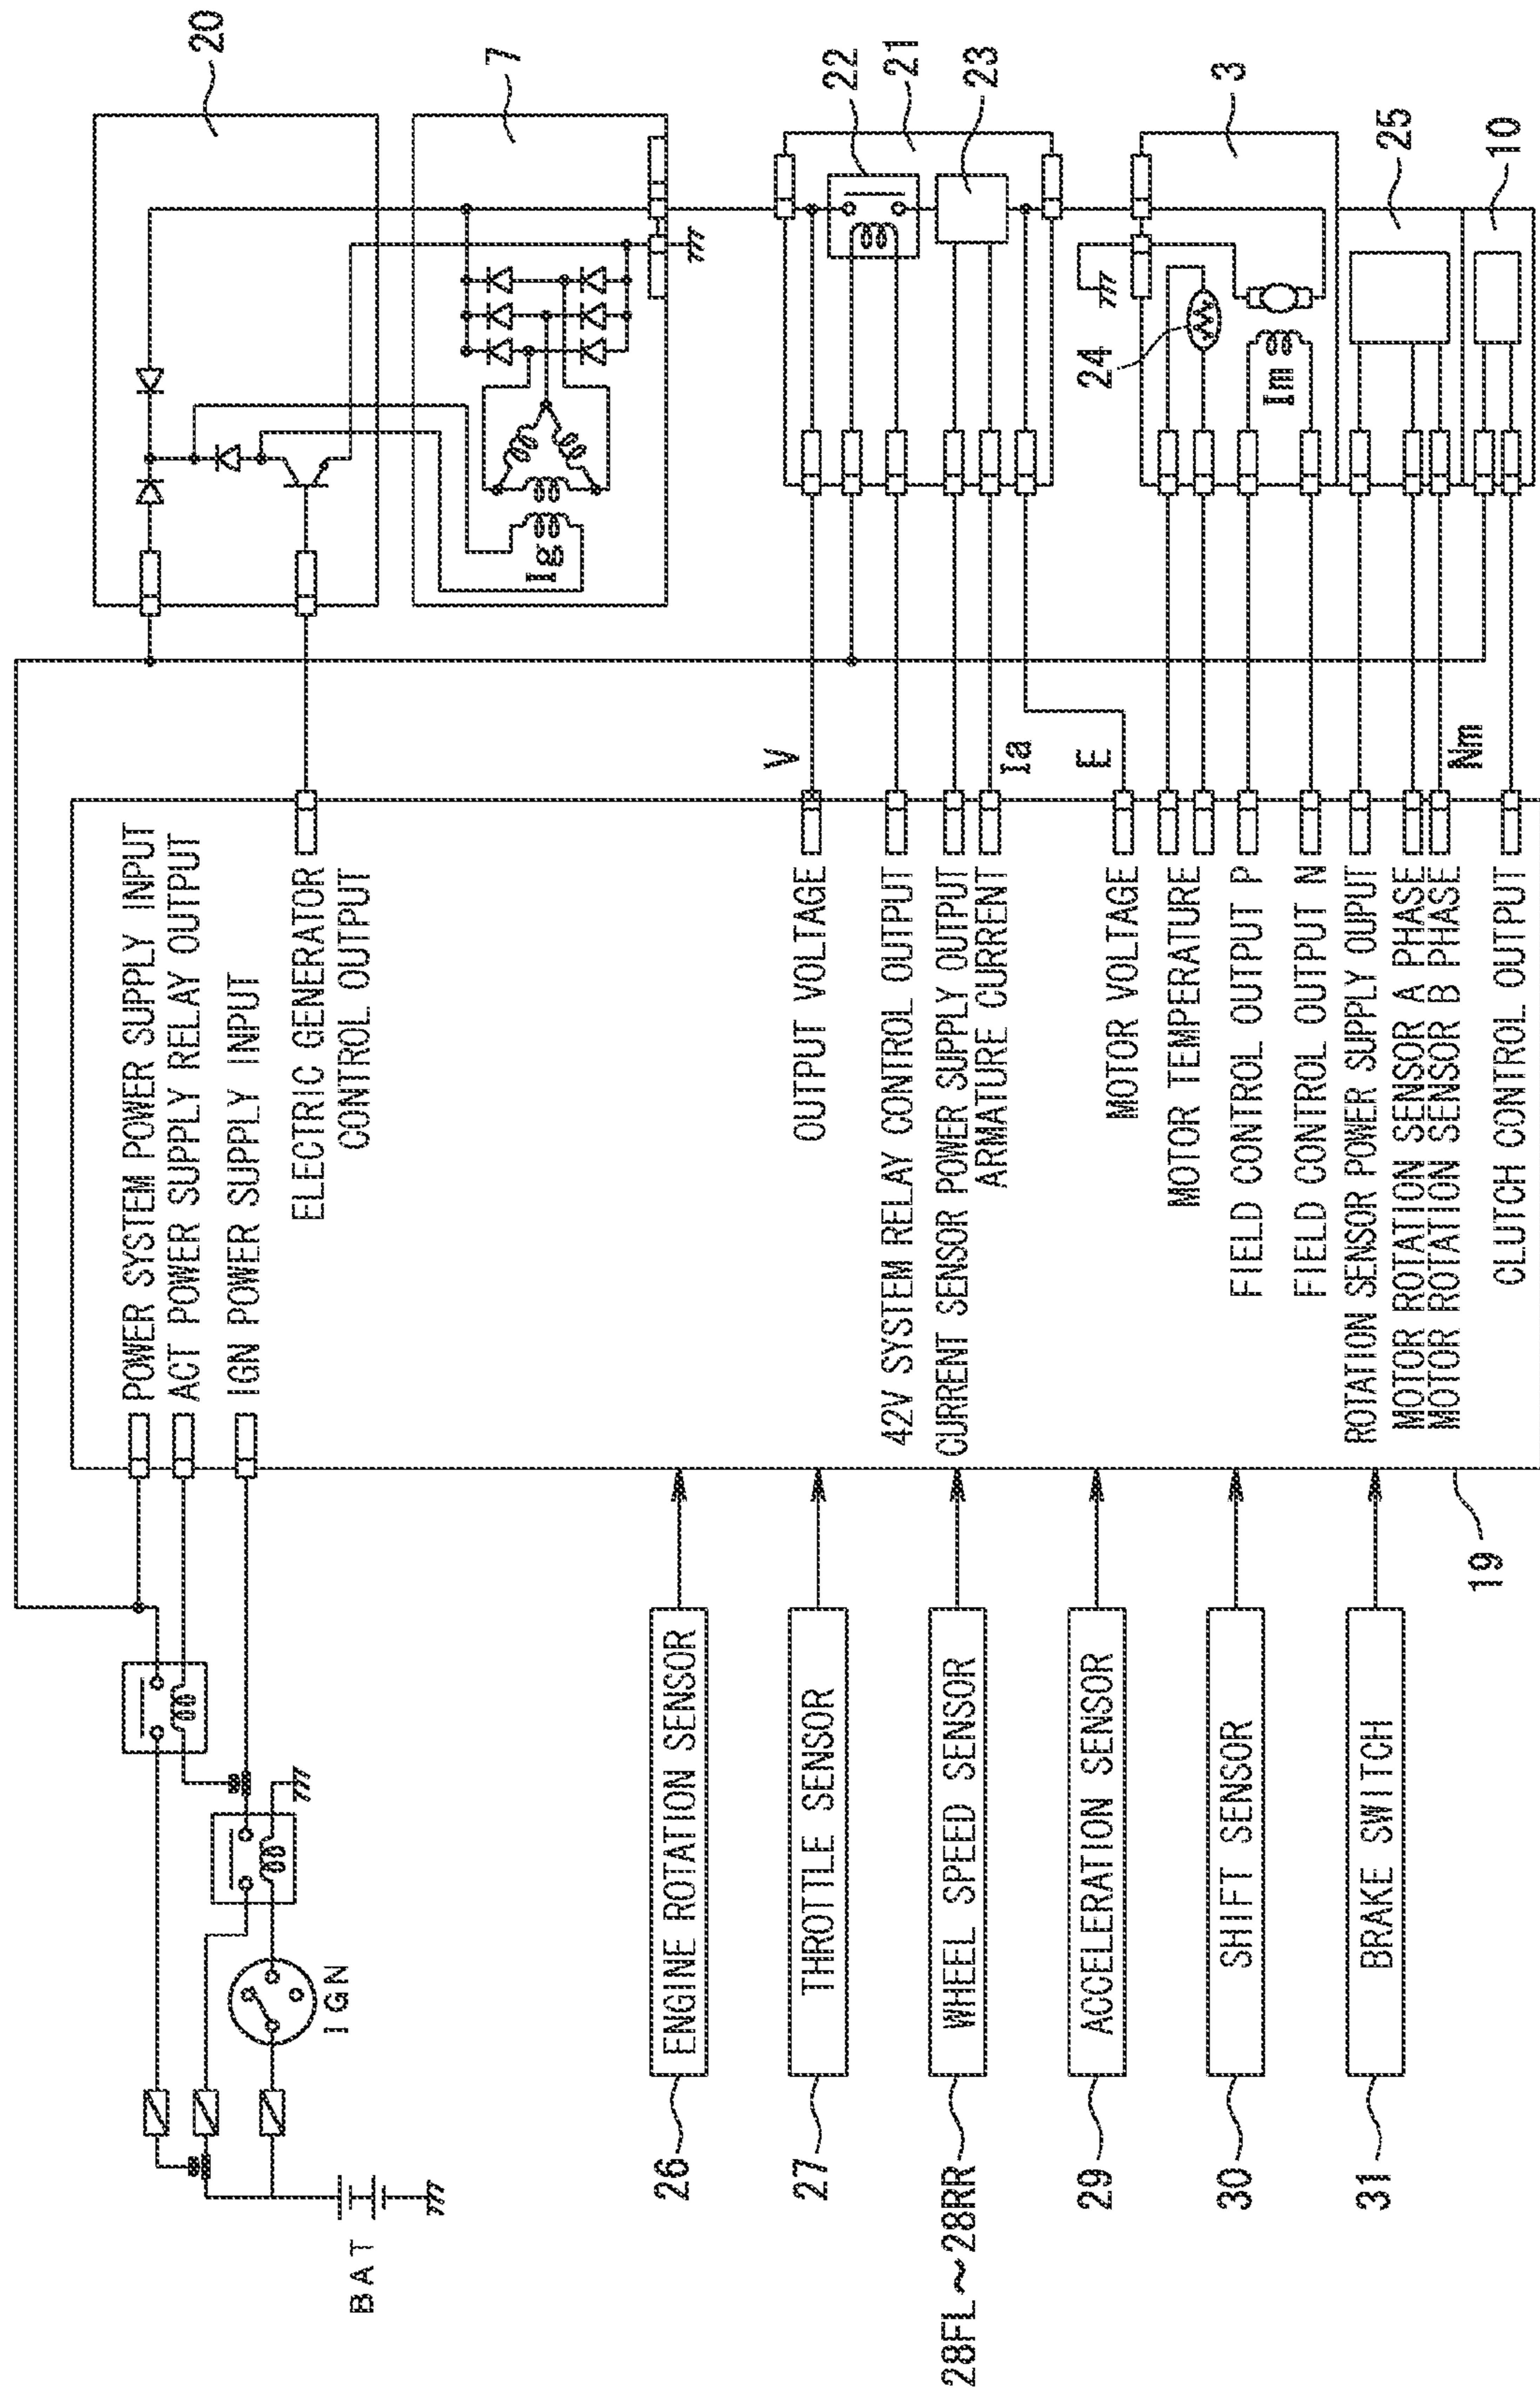 20
7
22
21
23
3
25
10
24
Im
Ig
V
Ia
E
Nm
POWER SYSTEM POWER SUPPLY INPUT
ACT POWER SUPPLY RELAY OUTPUT
IGN POWER SUPPLY INPUT
ELECTRIC GENERATOR
CONTROL OUTPUT
OUTPUT VOLTAGE
42V SYSTEM RELAY CONTROL OUTPUT
CURRENT SENSOR POWER SUPPLY OUTPUT
ARMATURE CURRENT
MOTOR VOLTAGE
MOTOR TEMPERATURE
FIELD CONTROL OUTPUT P
FIELD CONTROL OUTPUT N
ROTATION SENSOR POWER SUPPLY OUPUT
MOTOR ROTATION SENSOR A PHASE
MOTOR ROTATION SENSOR B PHASE
CLUTCH CONTROL OUTPUT
19
IGN
BAT
ENGINE ROTATION SENSOR
26
THROTTLE SENSOR
27
WHEEL SPEED SENSOR
28FL~28RR
ACCELERATION SENSOR
29
SHIFT SENSOR
30
BRAKE SWITCH
31